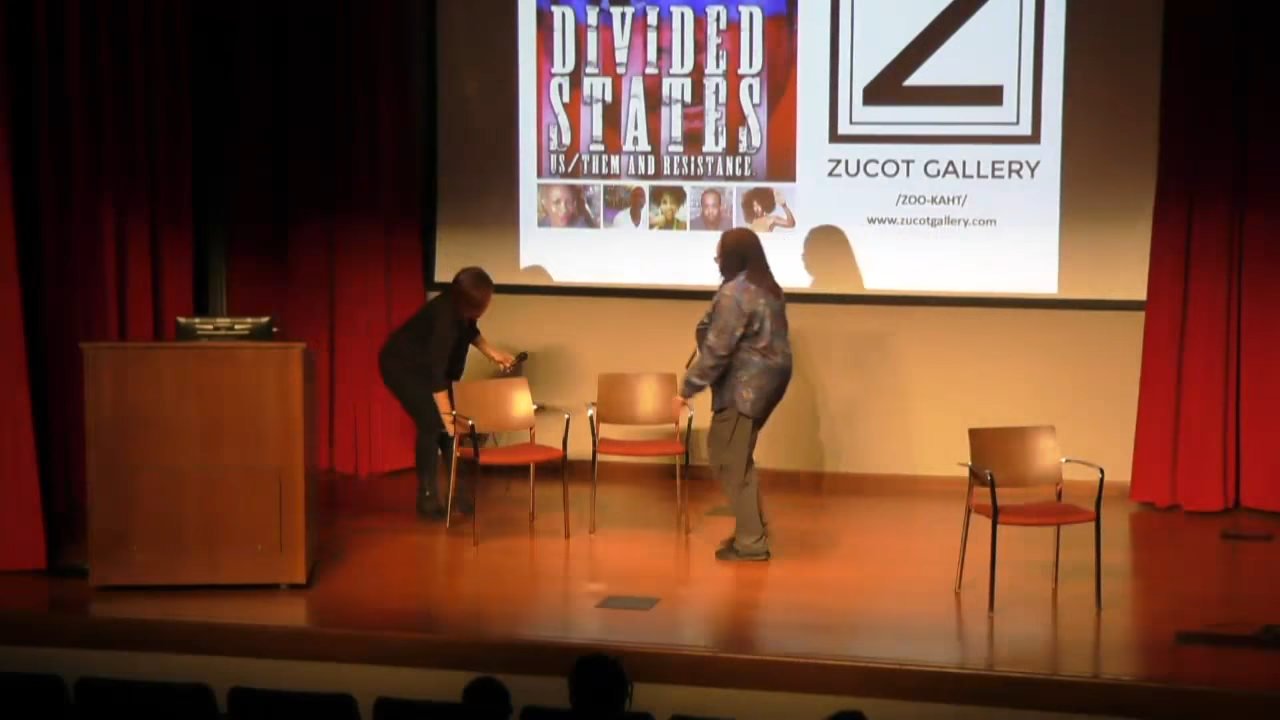 DIVIDED
STATES
US/THEM AND RESISTANCE
Z
ZUCOT GALLERY
/ZOO-KAHT/
www.zucotgallery.com